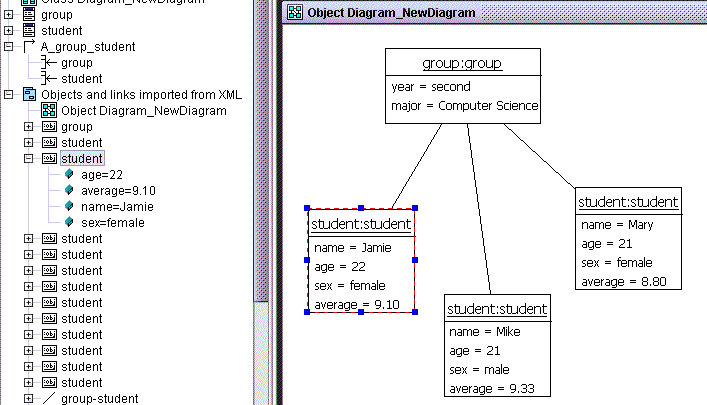 Class Diagram_NewDiagram
group
student
A_group_student
group
student
Objects and links imported from XML
Object Diagram_NewDiagram
group
student
student
age=22
average=9.10
name=Jamie
sex=female
student
student
student
student
student
student
student
student
student
student
group-student
Object Diagram_NewDiagram
group:group
year = second
major = Computer Science
student:student
name = Jamie
age = 22
sex = female
average = 9.10
student:student
name = Mike
age = 21
sex = male
average = 9.33
student:student
name = Mary
age = 21
sex = female
average = 8.80